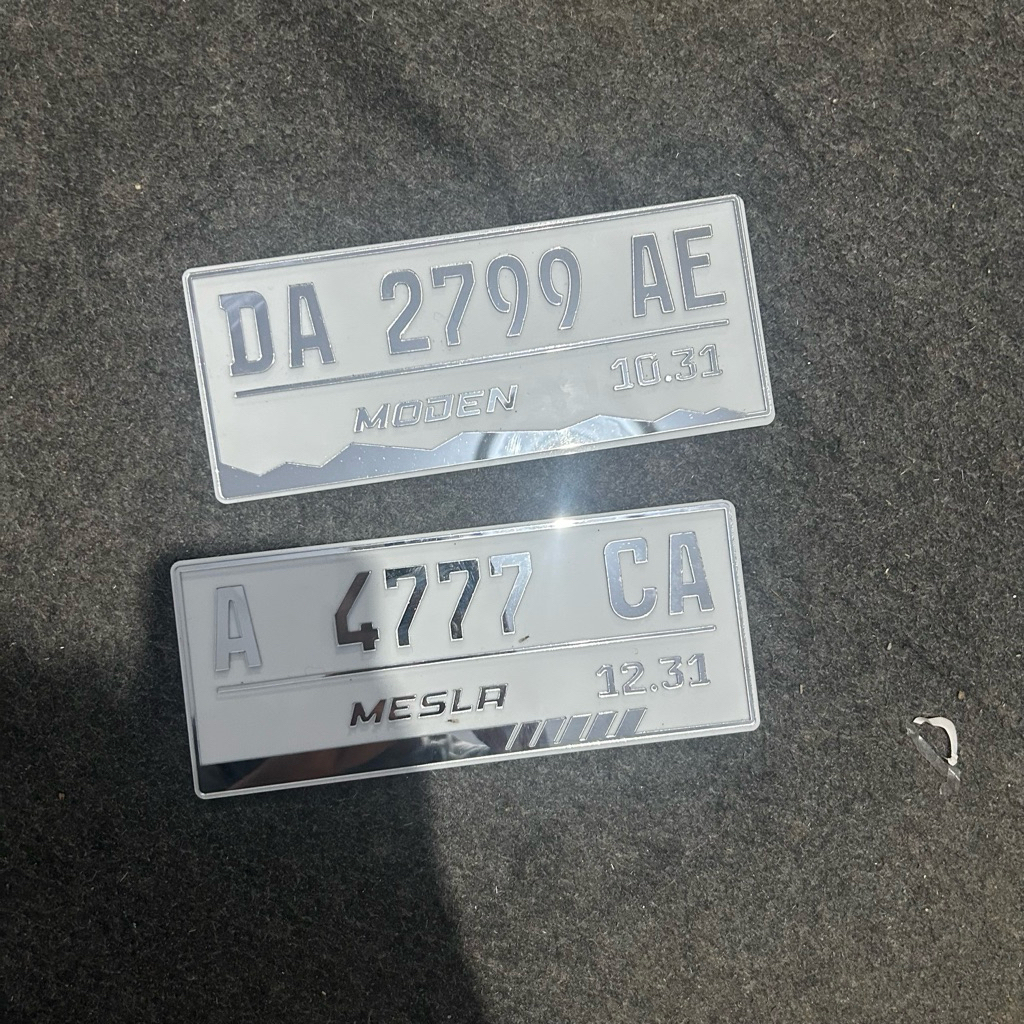 DA 2799 AE
10.31
MODEN
A 4777 CA
12.31
MESLA